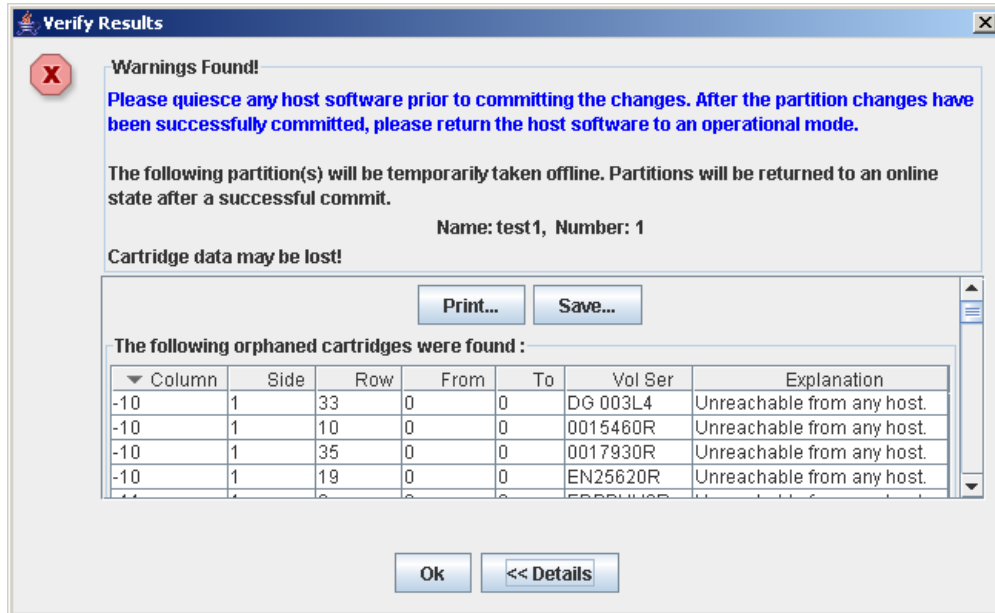 Verify Results
Warnings Found!
Please quiesce any host software prior to committing the changes. After the partition changes have
been successfully committed, please return the host software to an operational mode.
The following partition(s) will be temporarily taken offline. Partitions will be returned to an online
state after a successful commit.
Name: test1, Number: 1
Cartridge data may be lost!
Print... Save...
The following orphaned cartridges were found :
Column Side Row From To Vol Ser Explanation
-10 1 33 0 0 DG 003L4 Unreachable from any host.
-10 1 10 0 0 0015460R Unreachable from any host.
-10 1 35 0 0 0017930R Unreachable from any host.
-10 1 19 0 0 EN25620R Unreachable from any host.
Ok << Details